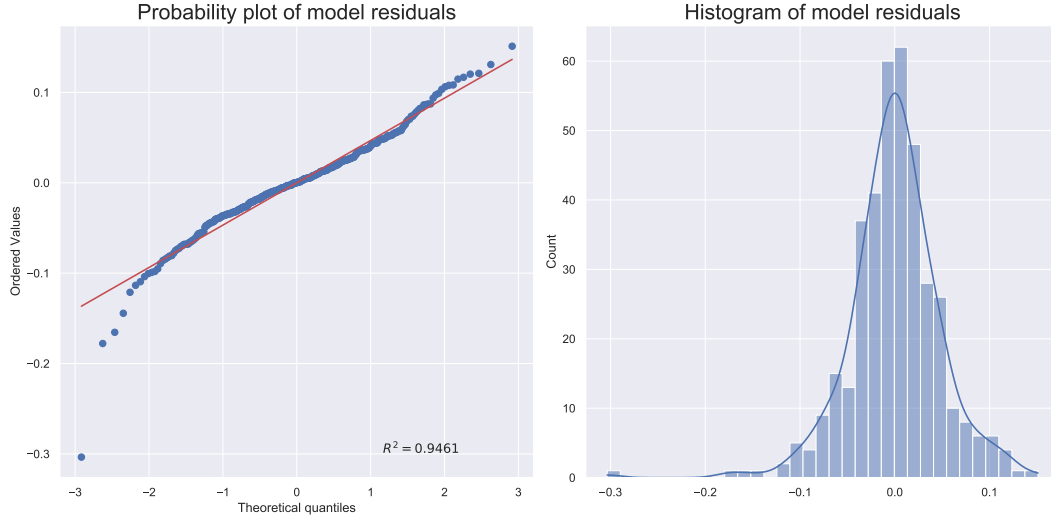 Probability plot of model residuals
Ordered Values
0.1
0.0
−0.1
−0.2
−0.3
R² = 0.9461
−3 −2 −1 0 1 2 3
Theoretical quantiles
Histogram of model residuals
Count
60
50
40
30
20
10
0
−0.3 −0.2 −0.1 0.0 0.1